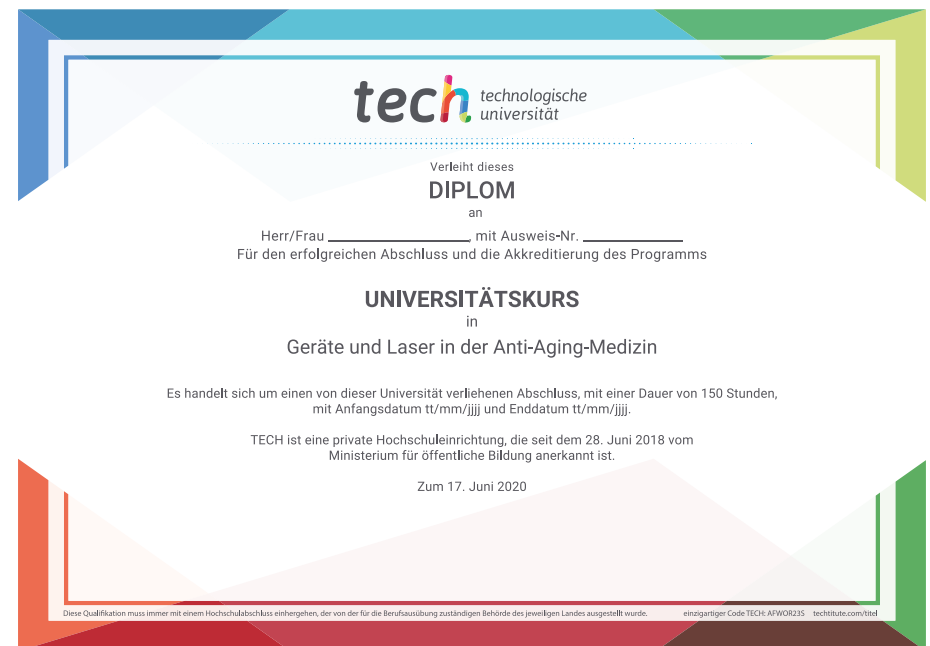 tech technologische
universität
Verleiht dieses
DIPLOM
an
Herr/Frau ____________, mit Ausweis-Nr. ____________
Für den erfolgreichen Abschluss und die Akkreditierung des Programms
UNIVERSITÄTSKURS
in
Geräte und Laser in der Anti-Aging-Medizin
Es handelt sich um einen von dieser Universität verliehenen Abschluss, mit einer Dauer von 150 Stunden,
mit Anfangsdatum tt/mm/jjjj und Enddatum tt/mm/jjjj.
TECH ist eine private Hochschuleinrichtung, die seit dem 28. Juni 2018 vom
Ministerium für öffentliche Bildung anerkannt ist.
Zum 17. Juni 2020
Diese Qualifikation muss immer mit einem Hochschulabschluss einhergehen, der von der für die Berufsausübung zuständigen Behörde des jeweiligen Landes ausgestellt wurde. einzigartiger Code TECH: AFWOR23S techtitute.com/titel